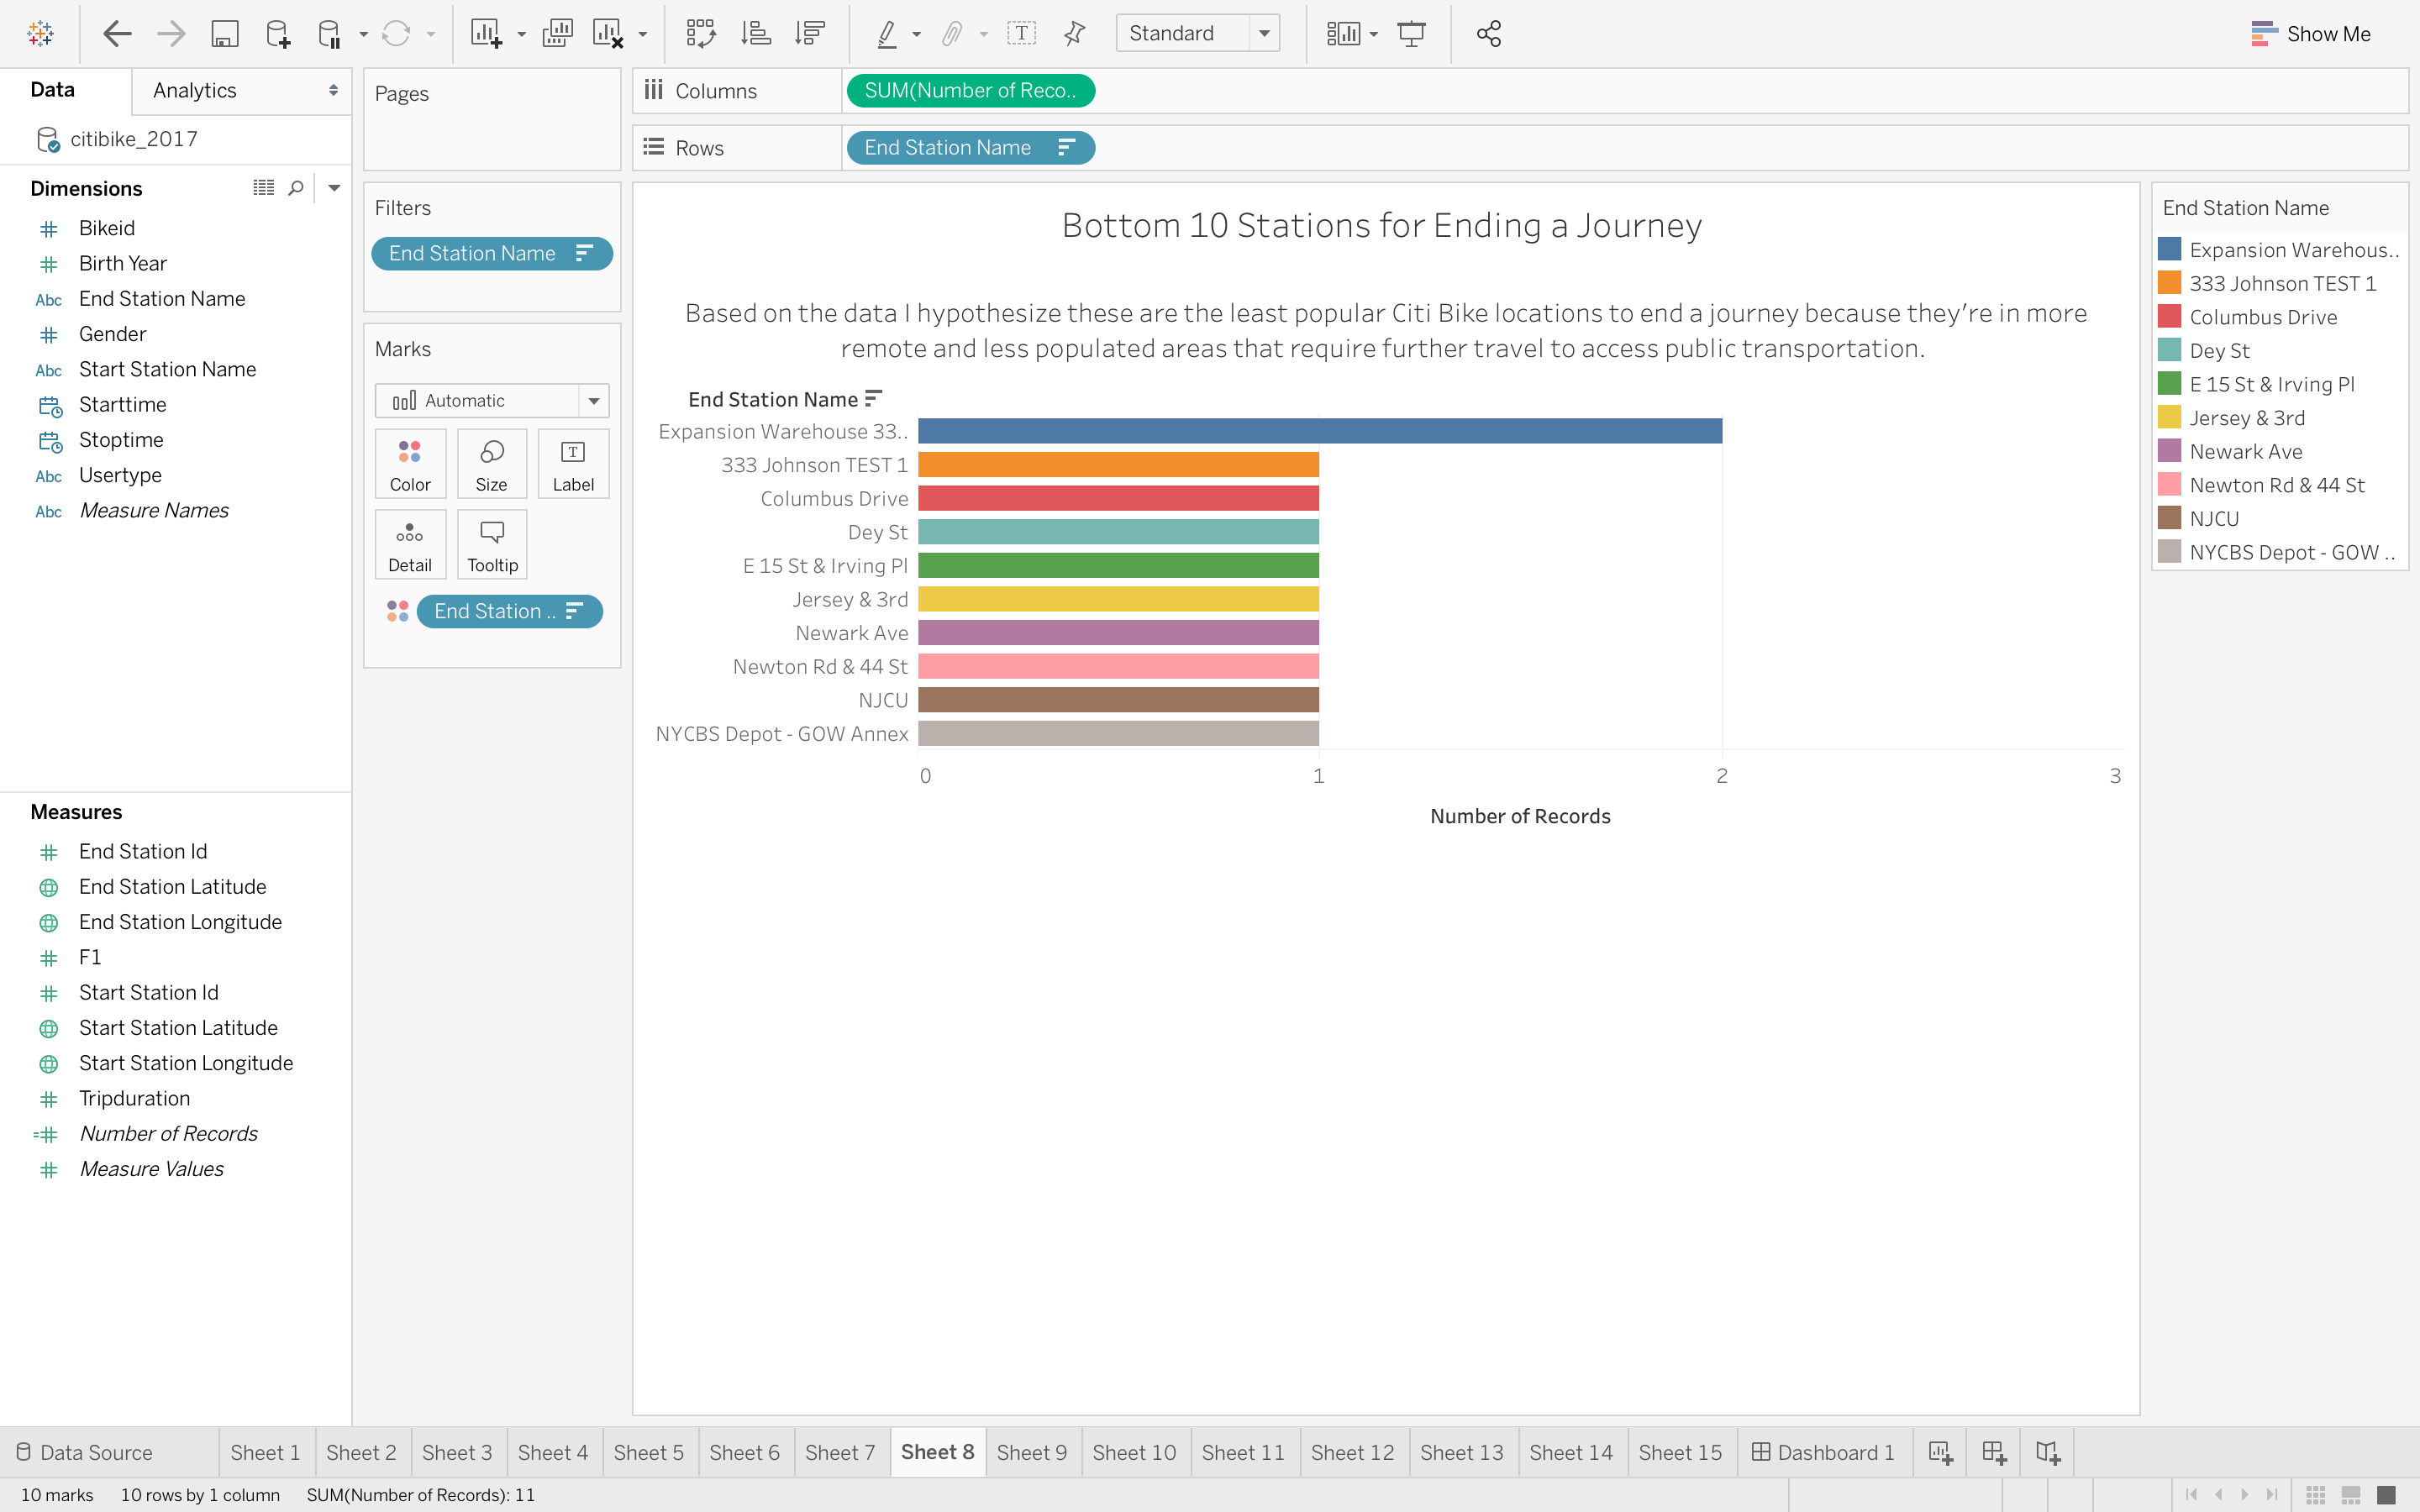 Standard
Show Me
Data
Analytics
citibike_2017
Dimensions
Bikeid
Birth Year
Abc End Station Name
Gender
Abc Start Station Name
Starttime
Stoptime
Abc Usertype
Abc Measure Names
Measures
End Station Id
End Station Latitude
End Station Longitude
F1
Start Station Id
Start Station Latitude
Start Station Longitude
Tripduration
Number of Records
Measure Values
Pages
Filters
End Station Name
Marks
Automatic
Color Size Label
Detail Tooltip
End Station ..
Columns SUM(Number of Reco..
Rows End Station Name
Bottom 10 Stations for Ending a Journey
Based on the data I hypothesize these are the least popular Citi Bike locations to end a journey because they’re in more
remote and less populated areas that require further travel to access public transportation.
End Station Name
Expansion Warehouse 33..
333 Johnson TEST 1
Columbus Drive
Dey St
E 15 St & Irving Pl
Jersey & 3rd
Newark Ave
Newton Rd & 44 St
NJCU
NYCBS Depot - GOW Annex
0 1 2 3
Number of Records
End Station Name
Expansion Warehous..
333 Johnson TEST 1
Columbus Drive
Dey St
E 15 St & Irving Pl
Jersey & 3rd
Newark Ave
Newton Rd & 44 St
NJCU
NYCBS Depot - GOW ..
Data Source Sheet 1 Sheet 2 Sheet 3 Sheet 4 Sheet 5 Sheet 6 Sheet 7 Sheet 8 Sheet 9 Sheet 10 Sheet 11 Sheet 12 Sheet 13 Sheet 14 Sheet 15 Dashboard 1
10 marks 10 rows by 1 column SUM(Number of Records): 11